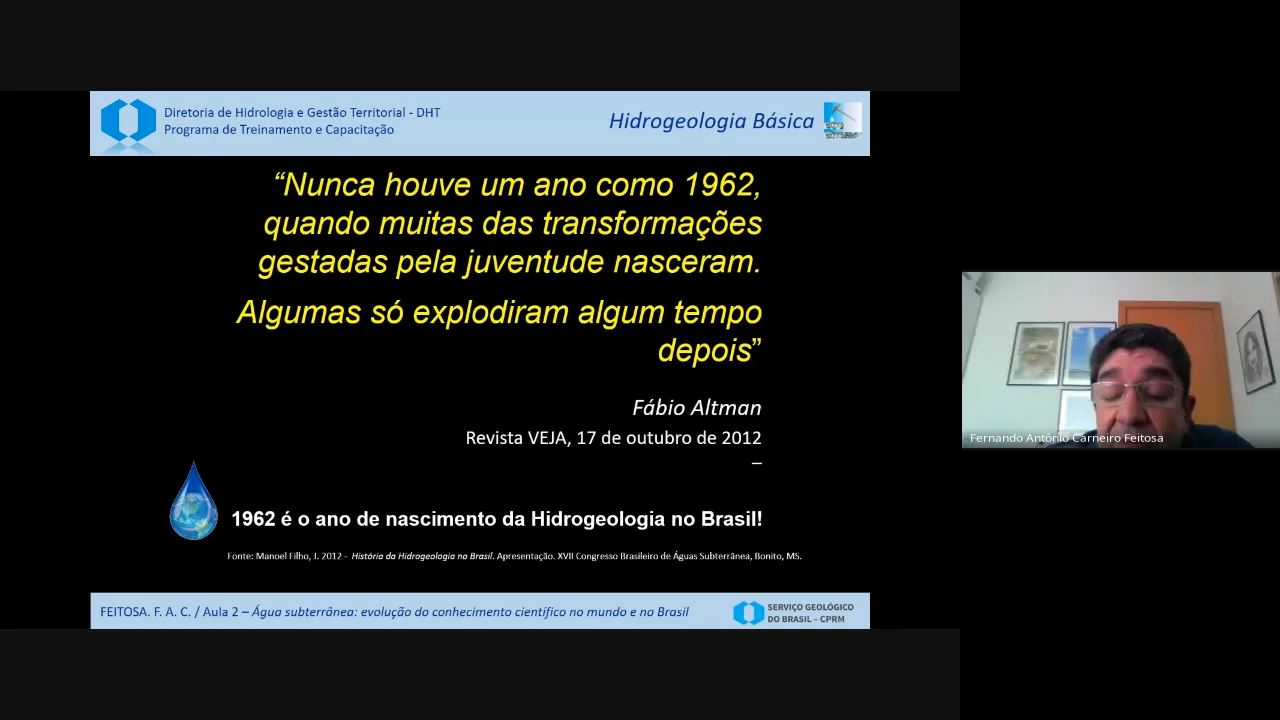 Diretoria de Hidrologia e Gestão Territorial - DHT
Programa de Treinamento e Capacitação
Hidrogeologia Básica
“Nunca houve um ano como 1962,
quando muitas das transformações
gestadas pela juventude nasceram.
Algumas só explodiram algum tempo
depois”
Fábio Altman
Revista VEJA, 17 de outubro de 2012
–
1962 é o ano de nascimento da Hidrogeologia no Brasil!
Fonte: Manoel Filho, J. 2012 - História da Hidrogeologia no Brasil. Apresentação. XVII Congresso Brasileiro de Águas Subterrânea, Bonito, MS.
FEITOSA. F. A. C. / Aula 2 – Água subterrânea: evolução do conhecimento científico no mundo e no Brasil
SERVIÇO GEOLÓGICO
DO BRASIL – CPRM
Fernando Antônio Carneiro Feitosa